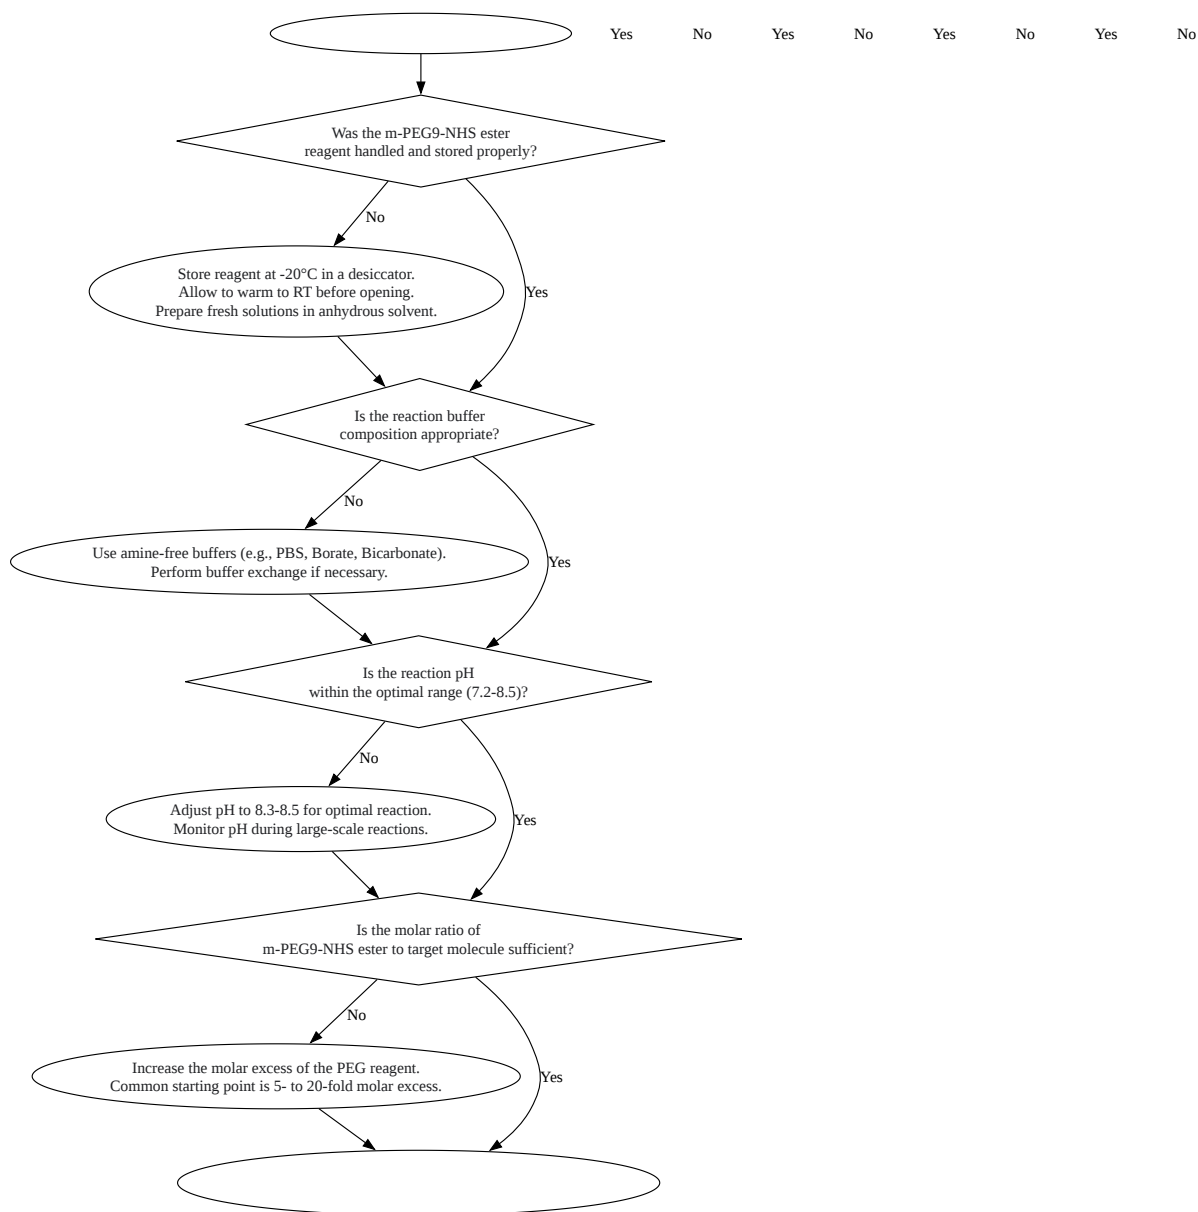 Yes
No
Yes
No
Yes
No
Yes
No
Was the m-PEG9-NHS ester
reagent handled and stored properly?
No
Store reagent at -20°C in a desiccator.
Allow to warm to RT before opening.
Prepare fresh solutions in anhydrous solvent.
Yes
Is the reaction buffer
composition appropriate?
No
Use amine-free buffers (e.g., PBS, Borate, Bicarbonate).
Perform buffer exchange if necessary.
Yes
Is the reaction pH
within the optimal range (7.2-8.5)?
No
Adjust pH to 8.3-8.5 for optimal reaction.
Monitor pH during large-scale reactions.
Yes
Is the molar ratio of
m-PEG9-NHS ester to target molecule sufficient?
No
Increase the molar excess of the PEG reagent.
Common starting point is 5- to 20-fold molar excess.
Yes